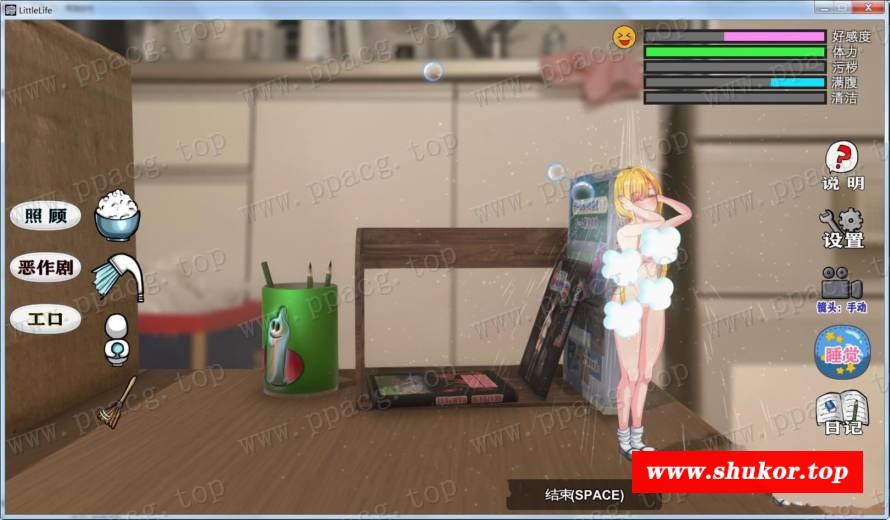 LittleLife
好感度
体力
污秽
满腹
清洁
照顾
恶作剧
工口
说明
设置
镜头：手动
睡觉
日记
结束(SPACE)
www.shukor.top
www.ppacg.top